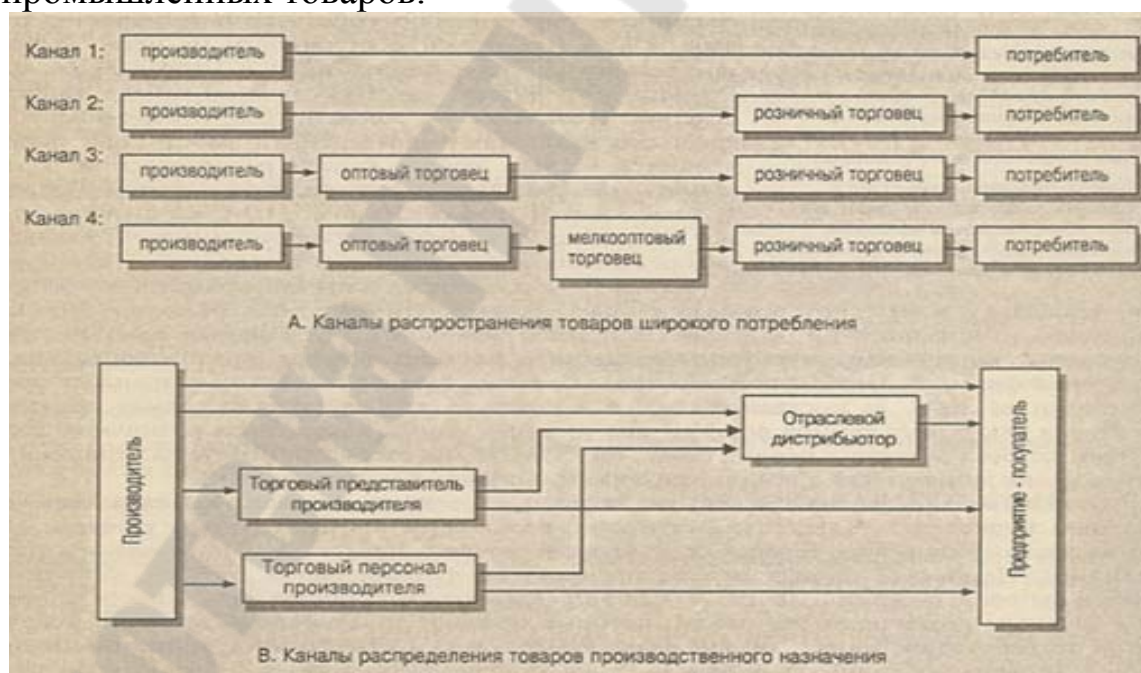 промышленных товаров.
Канал 1: производитель потребитель
Канал 2: производитель розничный торговец потребитель
Канал 3: производитель оптовый торговец розничный торговец потребитель
Канал 4: производитель оптовый торговец мелкооптовый торговец розничный торговец потребитель
А. Каналы распространения товаров широкого потребления
Производитель
Отраслевой
дистрибьютор
Торговый представитель
производителя
Торговый персонал
производителя
Предприятие - покупатель
В. Каналы распределения товаров производственного назначения